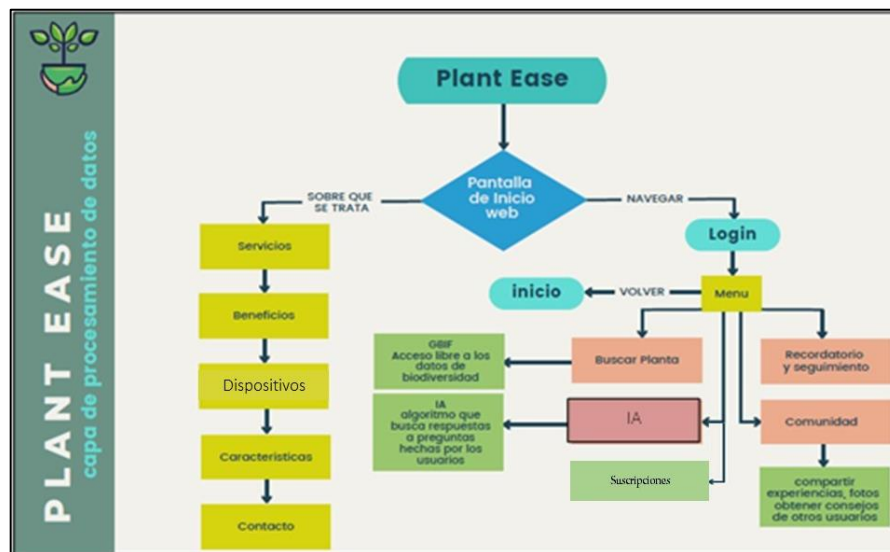 PLANT EASE
capa de procesamiento de datos
Plant Ease
Pantalla
de Inicio
web
SOBRE QUE
SE TRATA
NAVEGAR
Servicios
Beneficios
Dispositivos
Características
Contacto
Login
Menu
VOLVER
inicio
Buscar Planta
GBIF
Acceso libre a los
datos de
biodiversidad
IA
IA
algoritmo que
busca respuestas
a preguntas
hechas por los
usuarios
Suscripciones
Recordatorio
y seguimiento
Comunidad
compartir
experiencias, fotos
obtener consejos
de otros usuarios